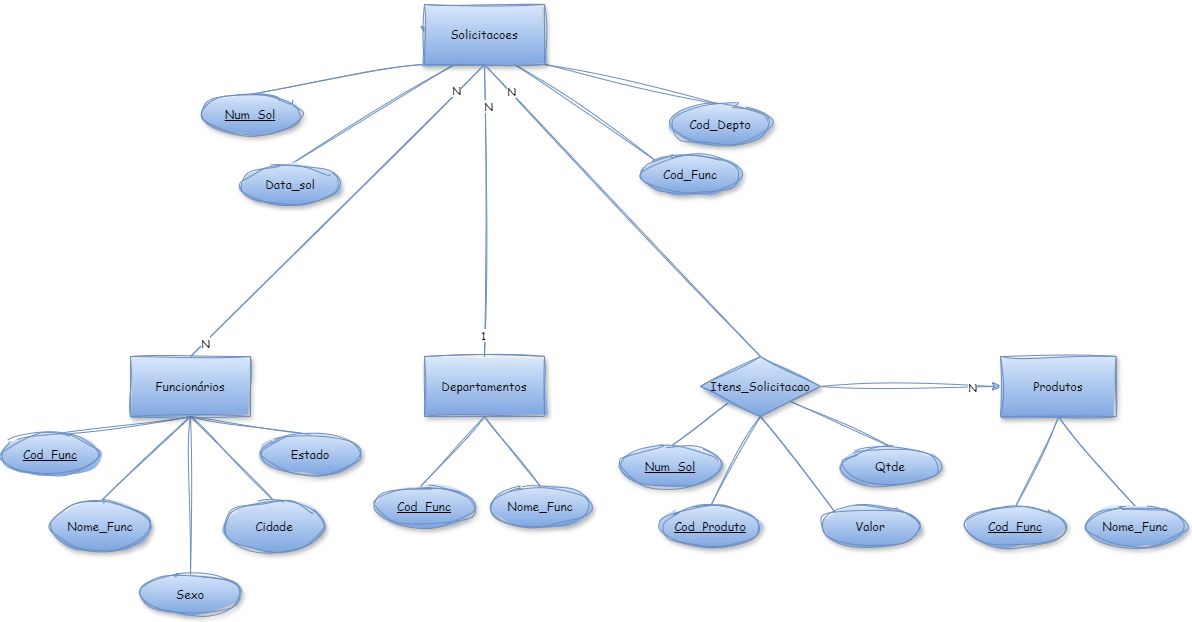 Solicitacoes
N
N
N
Num_Sol
Cod_Depto
Data_sol
Cod_Func
N
1
Funcionários
Departamentos
Itens_Solicitacao
N
Produtos
Cod_Func
Estado
Num_Sol
Qtde
Nome_Func
Cidade
Cod_Func
Nome_Func
Cod_Produto
Valor
Cod_Func
Nome_Func
Sexo